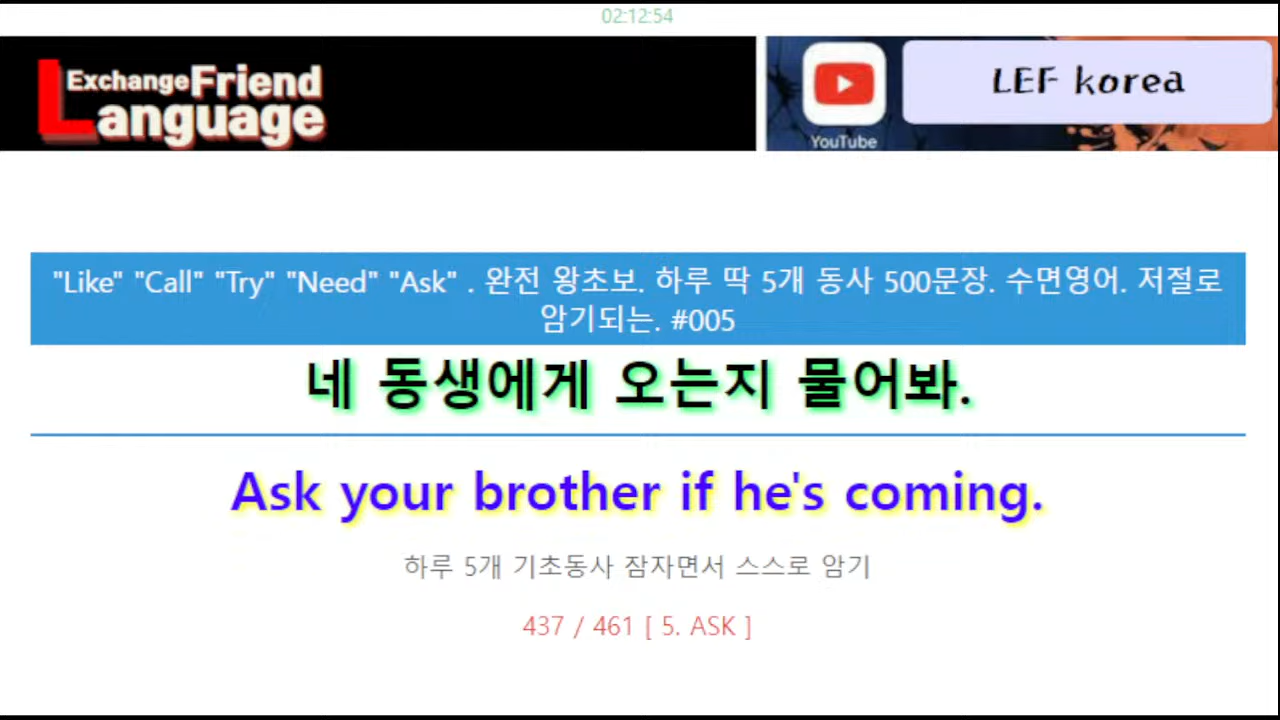 02:12:54
ExchangeFriend
Language
LEF korea
YouTube
"Like" "Call" "Try" "Need" "Ask" . 완전 왕초보. 하루 딱 5개 동사 500문장. 수면영어. 저절로
암기되는. #005
네 동생에게 오는지 물어봐.
Ask your brother if he's coming.
하루 5개 기초동사 잠자면서 스스로 암기
437 / 461 [ 5. ASK ]